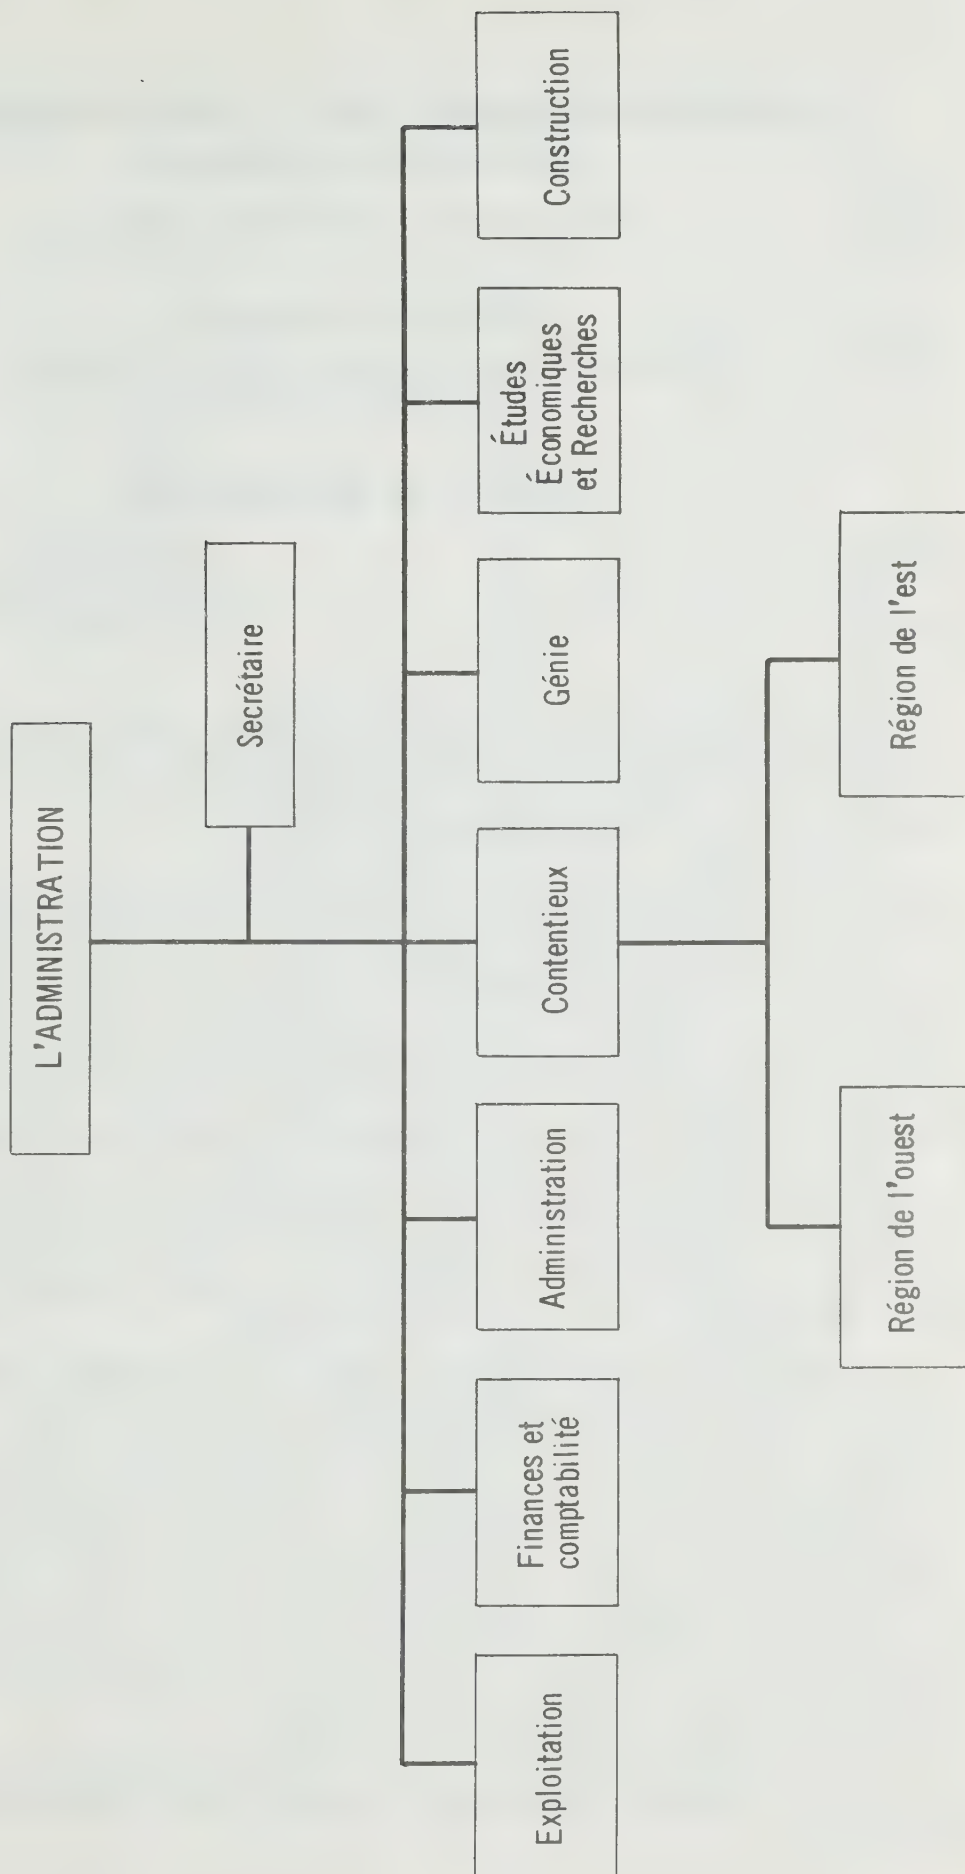 L'ADMINISTRATION
Secrétaire
Exploitation
Finances et
comptabilité
Administration
Contentieux
Génie
Études
Économiques
et Recherches
Construction
Région de l'ouest
Région de l'est